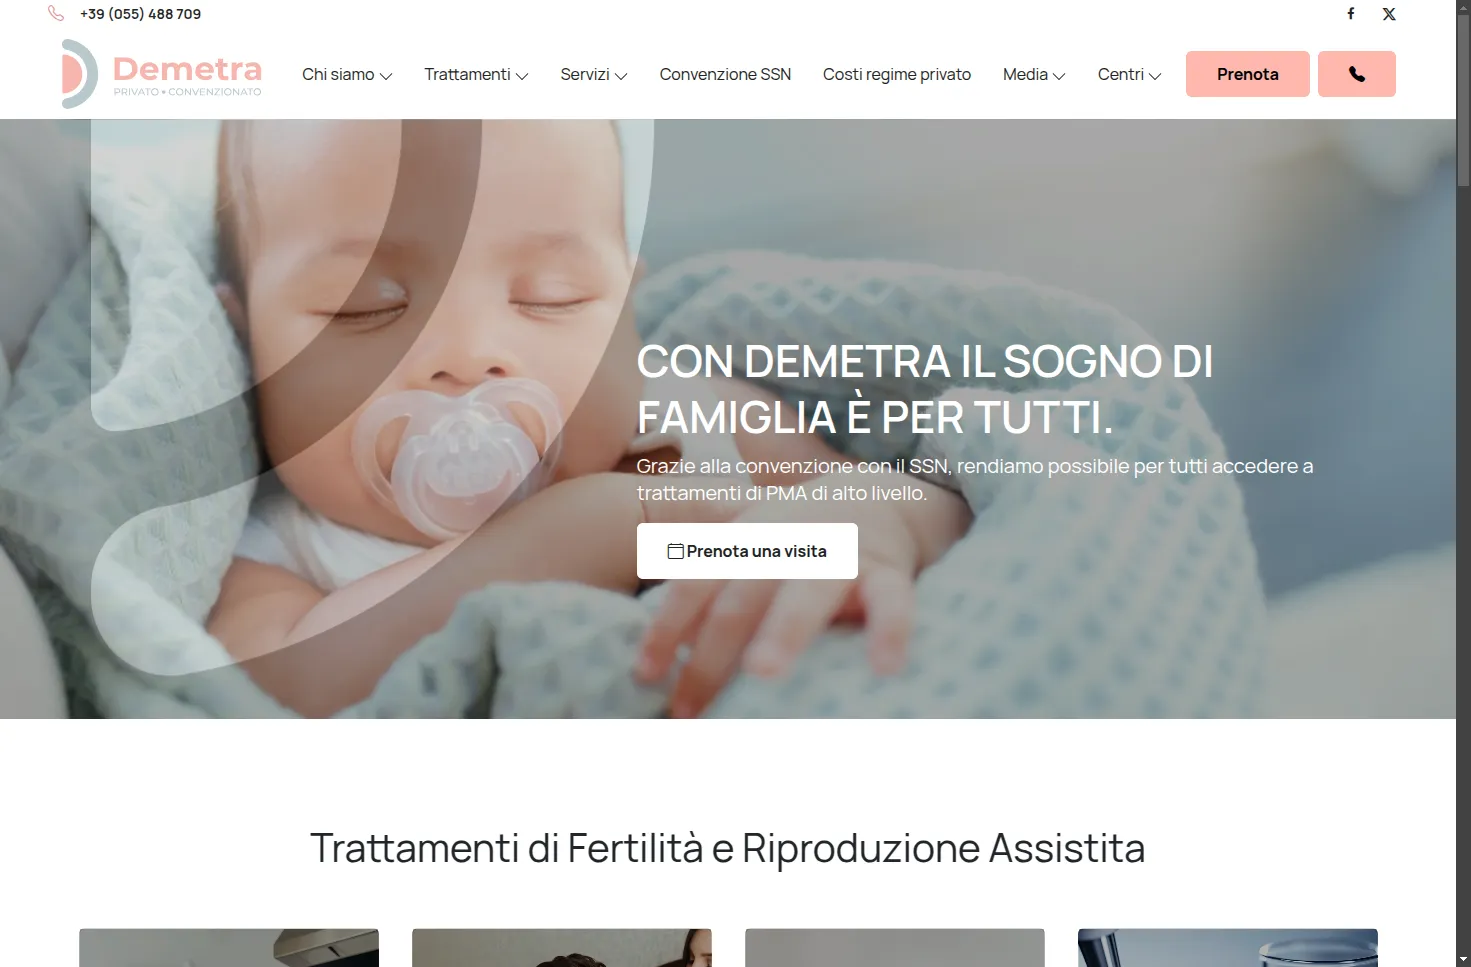 +39 (055) 488 709
Demetra
PRIVATO • CONVENZIONATO
Chi siamo
Trattamenti
Servizi
Convenzione SSN
Costi regime privato
Media
Centri
Prenota
CON DEMETRA IL SOGNO DI
FAMIGLIA È PER TUTTI.
Grazie alla convenzione con il SSN, rendiamo possibile per tutti accedere a
trattamenti di PMA di alto livello.
Prenota una visita
Trattamenti di Fertilità e Riproduzione Assistita